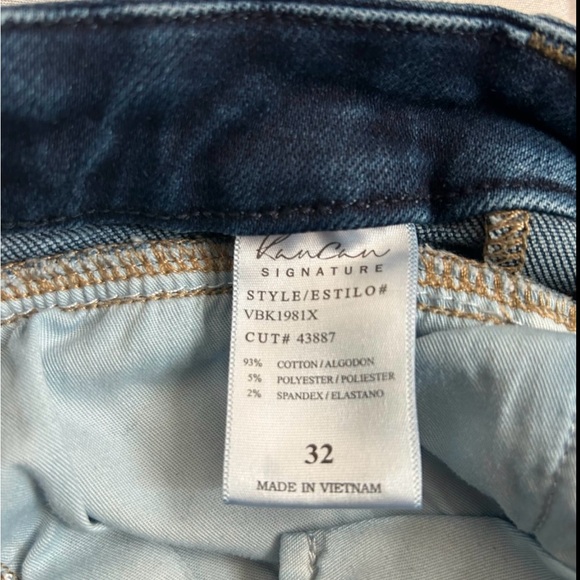 KanCan
SIGNATURE
STYLE/ESTILO#
VBK1981X
CUT# 43887
93% COTTON/ALGODON
5% POLYESTER/POLIESTER
2% SPANDEX/ELASTANO
32
MADE IN VIETNAM